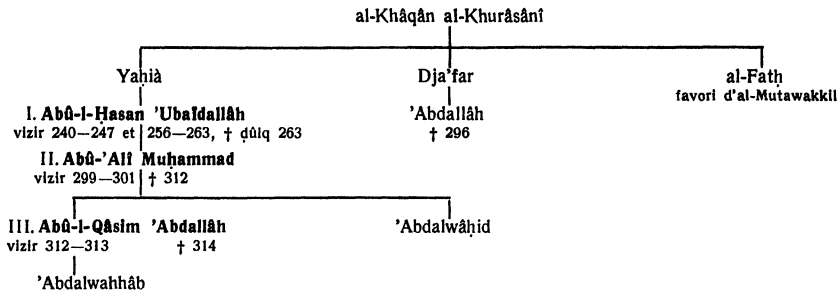 al-Khâqân al-Khurâsânî
Yaḥià Dja'far al-Fatḥ
favori d'al-Mutawakkil
I. Abû-l-Ḥasan 'Ubaïdallâh 'Abdallâh
vizir 240—247 et 256—263, † ḍûlq 263 † 296
II. Abû-'Alî Muḥammad
vizir 299—301 † 312
III. Abû-l-Qâsim 'Abdallâh 'Abdalwâḥid
vizir 312—313 † 314
'Abdalwahhâb